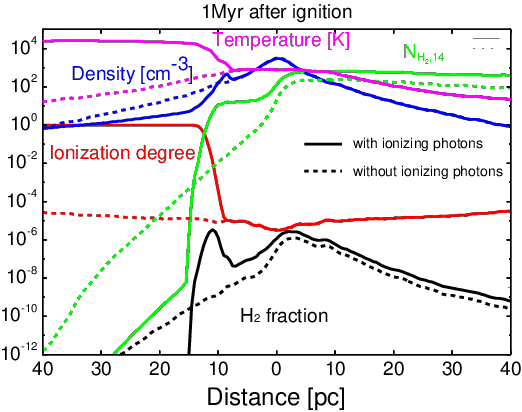 1Myr after ignition
10^4
10^2
10^0
10^-2
10^-4
10^-6
10^-8
10^-10
10^-12
Temperature [K]
N_H2,14
Density [cm^-3]
Ionization degree
with ionizing photons
without ionizing photons
H2 fraction
40 30 20 10 0 10 20 30 40
Distance [pc]